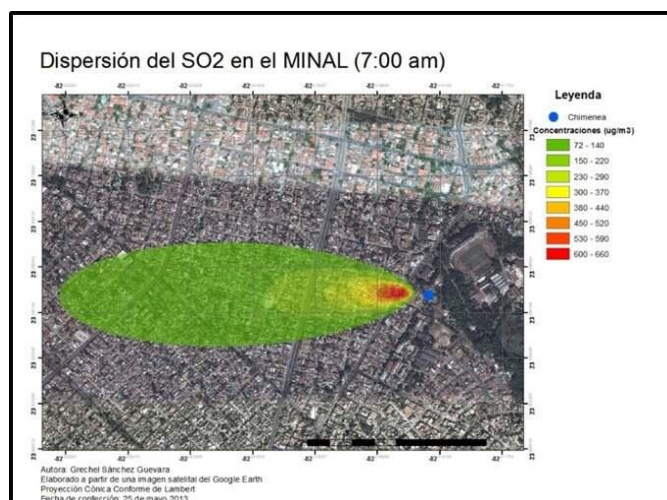 Dispersión del SO2 en el MINAL (7:00 am)
Leyenda
Chimenea
Concentraciones (ug/m3)
72 - 140
150 - 220
230 - 290
300 - 370
380 - 440
450 - 520
530 - 590
600 - 660
Autora: Grechel Sánchez Guevara
Elaborado a partir de una imagen satelital del Google Earth
Proyección Cónica Conforme de Lambert
Fecha de confección: 25 de mayo 2013